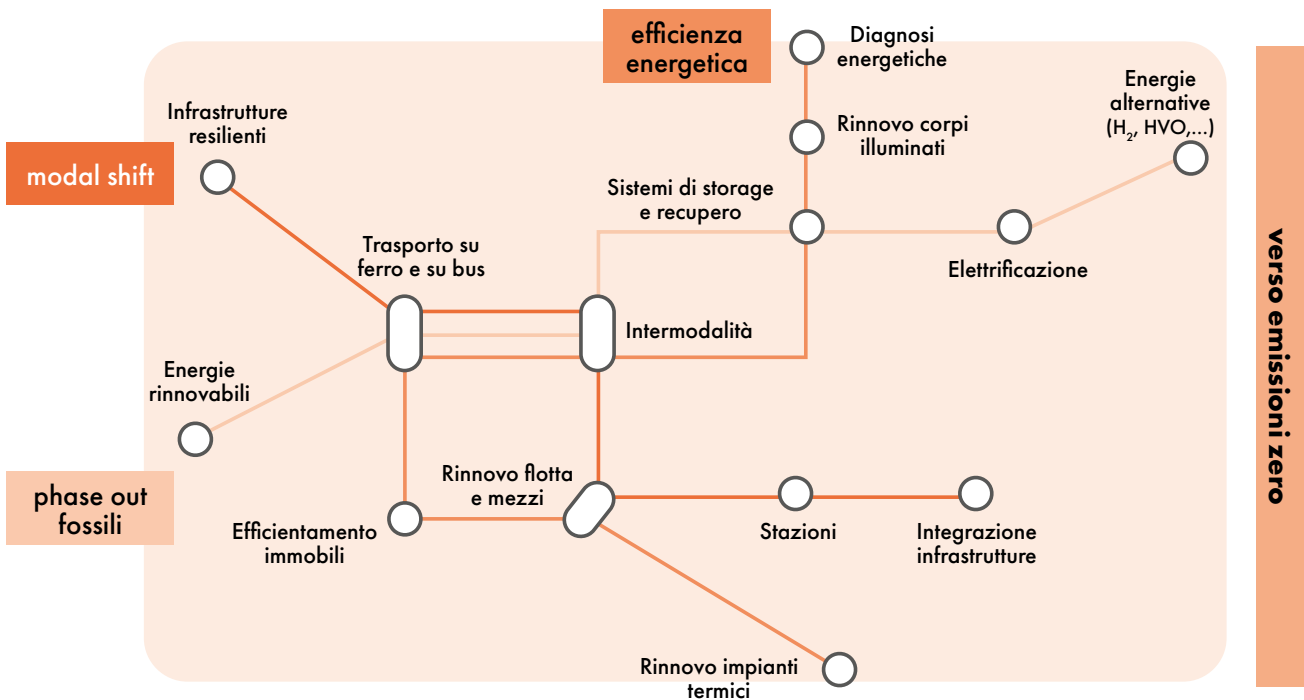 efficienza
energetica
Diagnosi
energetiche
Energie
alternative
(H₂, HVO,...)
Infrastrutture
resilienti
Rinnovo corpi
illuminati
modal shift
Sistemi di storage
e recupero
Trasporto su
ferro e su bus
Elettrificazione
verso emissioni zero
Intermodalità
Energie
rinnovabili
Rinnovo flotta
e mezzi
phase out
fossili
Efficientamento
immobili
Stazioni
Integrazione
infrastrutture
Rinnovo impianti
termici